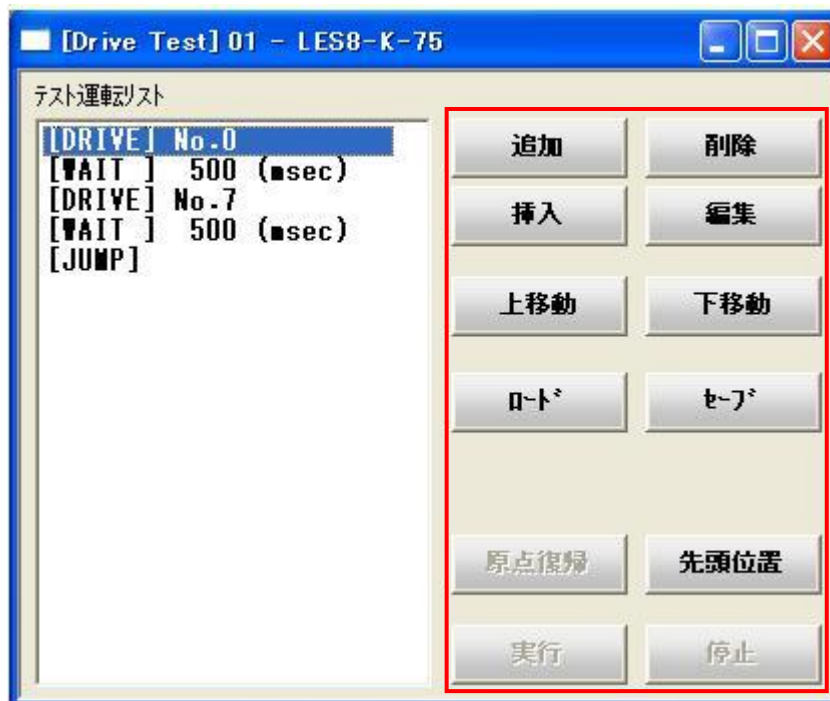 [Drive Test] 01 - LES8-K-75
テスト運転リスト
[DRIVE] No.0
[WAIT ]  500 (msec)
[DRIVE] No.7
[WAIT ]  500 (msec)
[JUMP]
追加 削除
挿入 編集
上移動 下移動
ロード セーブ
原点復帰 先頭位置
実行 停止